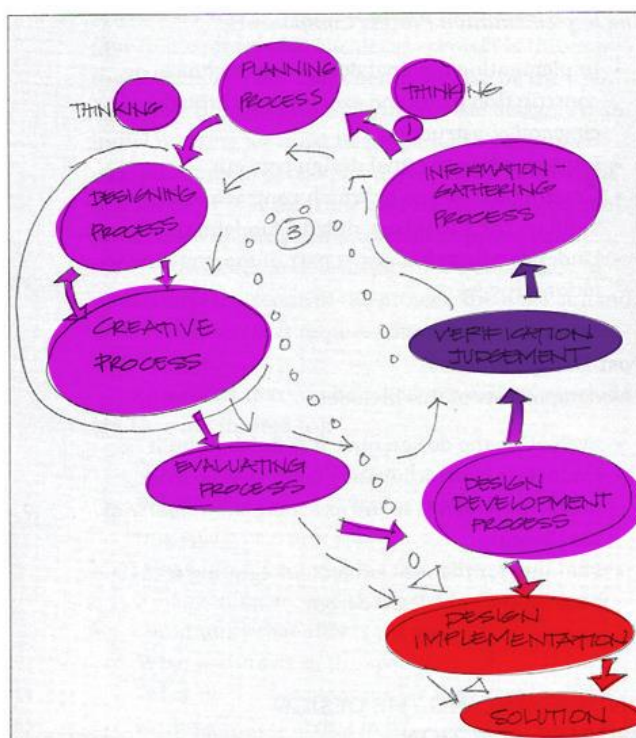 PLANNING
PROCESS
THINKING
THINKING
1
DESIGNING
PROCESS
INFORMATION-
GATHERING
PROCESS
3
CREATIVE
PROCESS
VERIFICATION
JUDGEMENT
EVALUATING
PROCESS
DESIGN
DEVELOPMENT
PROCESS
DESIGN
IMPLEMENTATION
SOLUTION